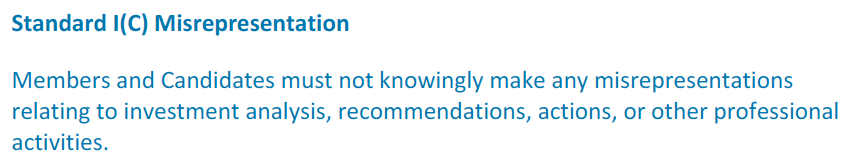 Standard I(C) Misrepresentation
Members and Candidates must not knowingly make any misrepresentations
relating to investment analysis, recommendations, actions, or other professional
activities.